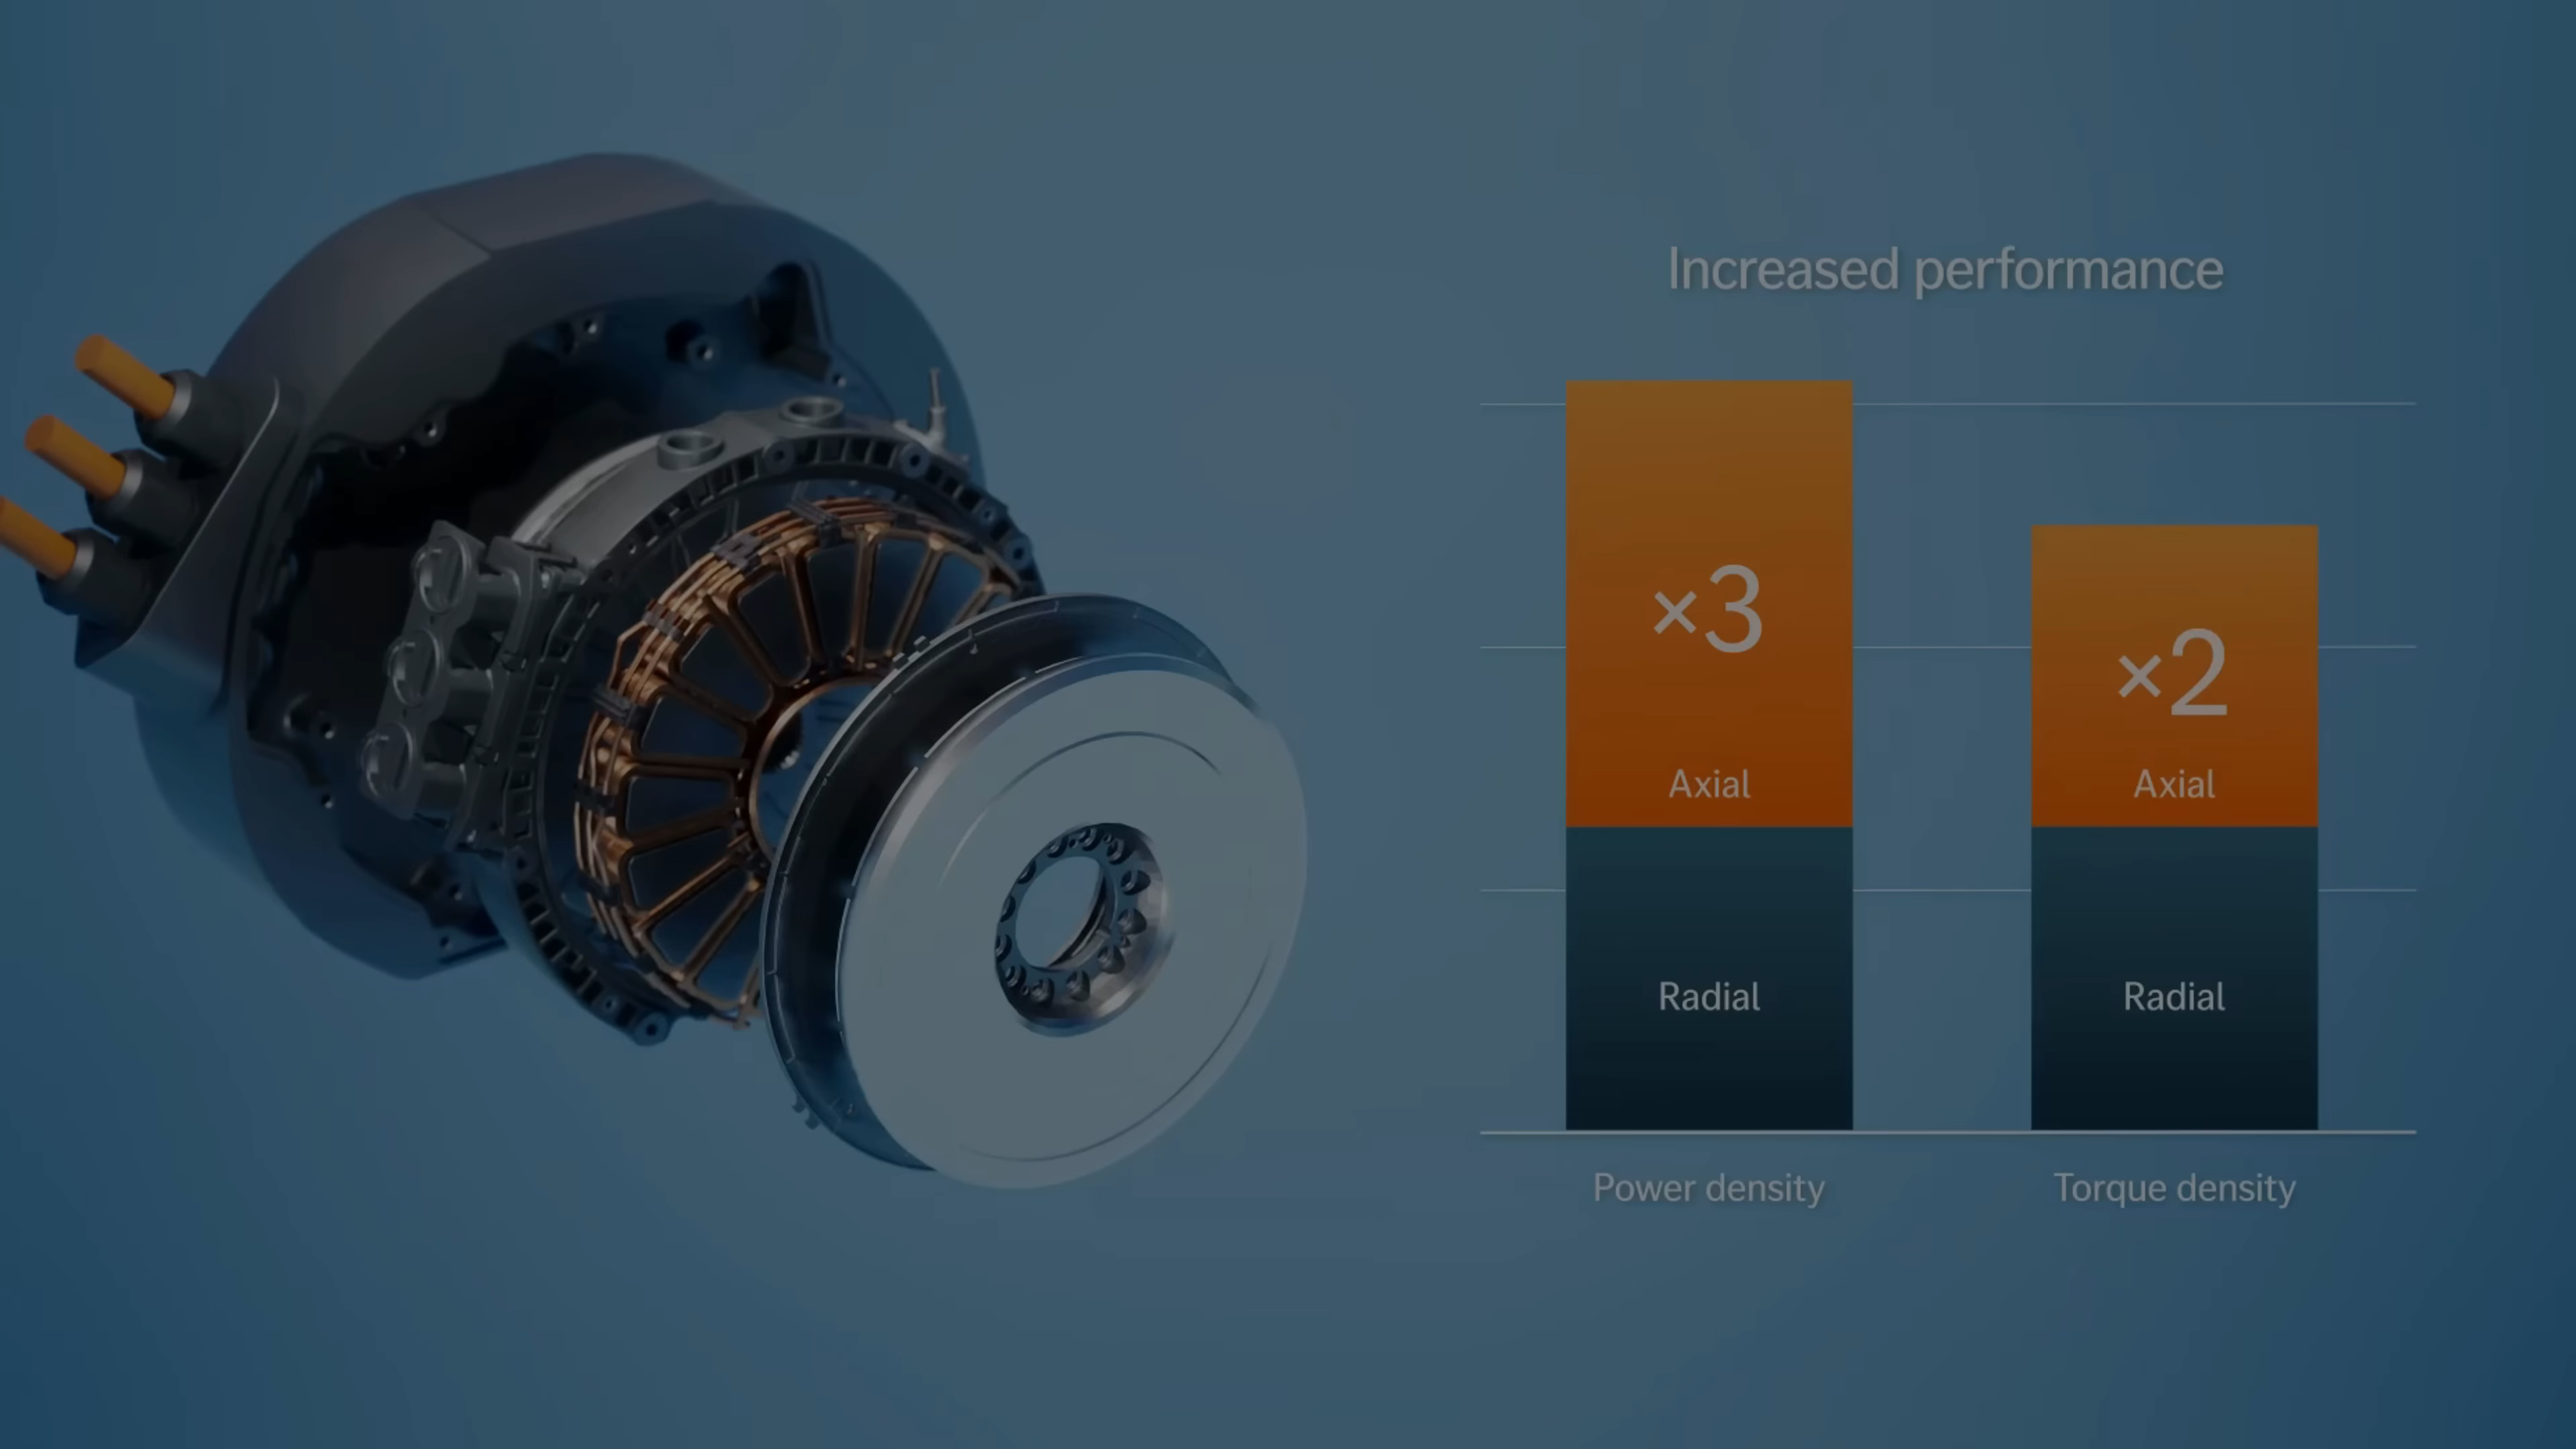 Increased performance
×3
Axial
Radial
Power density
×2
Axial
Radial
Torque density